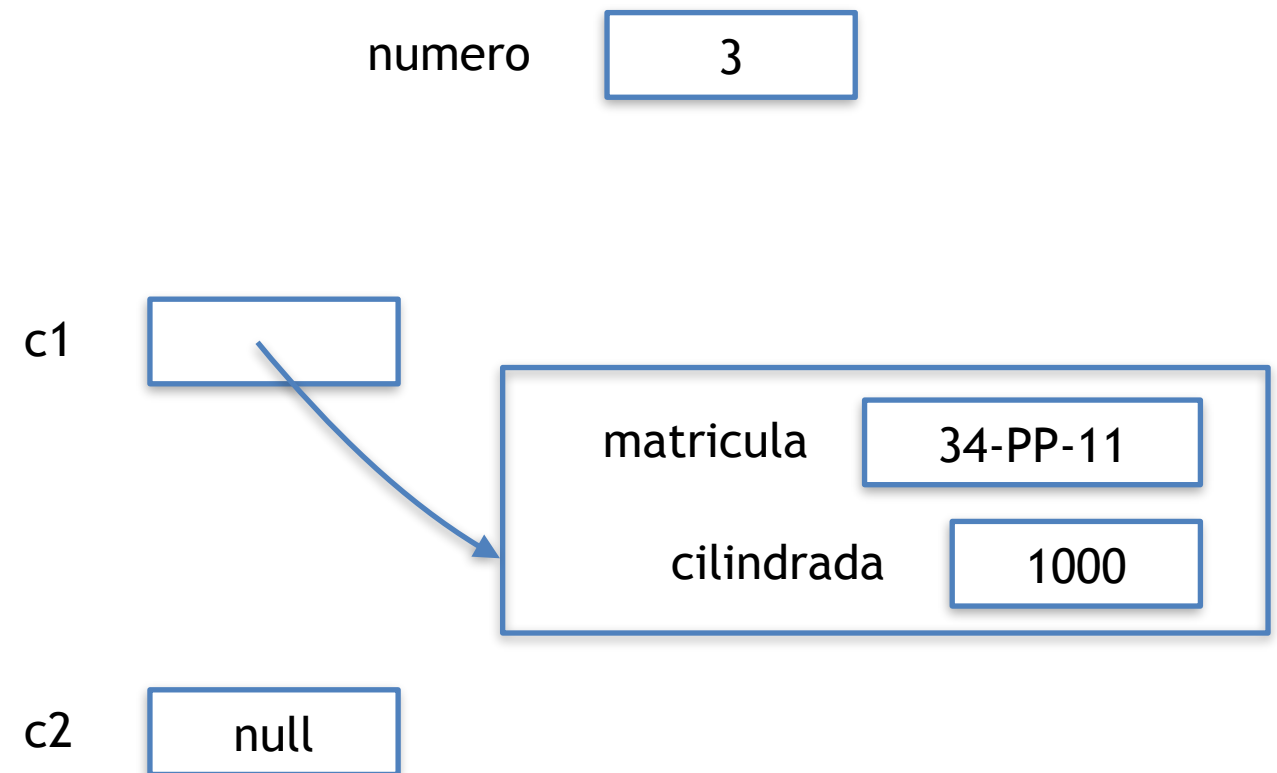 numero 3
c1
matricula 34-PP-11
cilindrada 1000
c2 null